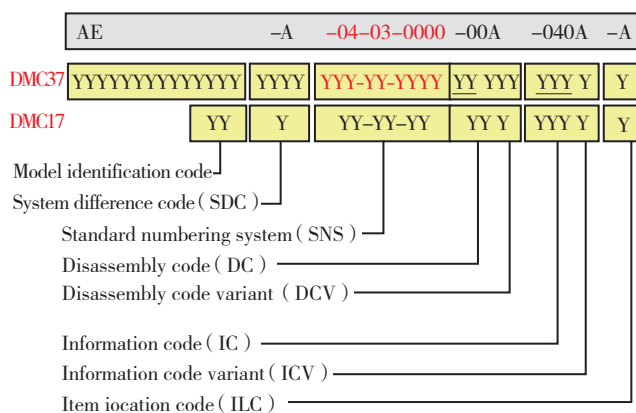 AE -A -04-03-0000 -00A -040A -A
DMC37 YYYYYYYYYYYYYY YYYY YYY-YY-YYYY YY YYY YYY Y Y
DMC17 YY Y YY-YY-YY YY Y YYY Y Y
Model identification code
System difference code(SDC)
Standard numbering system(SNS)
Disassembly code(DC)
Disassembly code variant(DCV)
Information code(IC)
Information code variant(ICV)
Item iocation code(ILC)